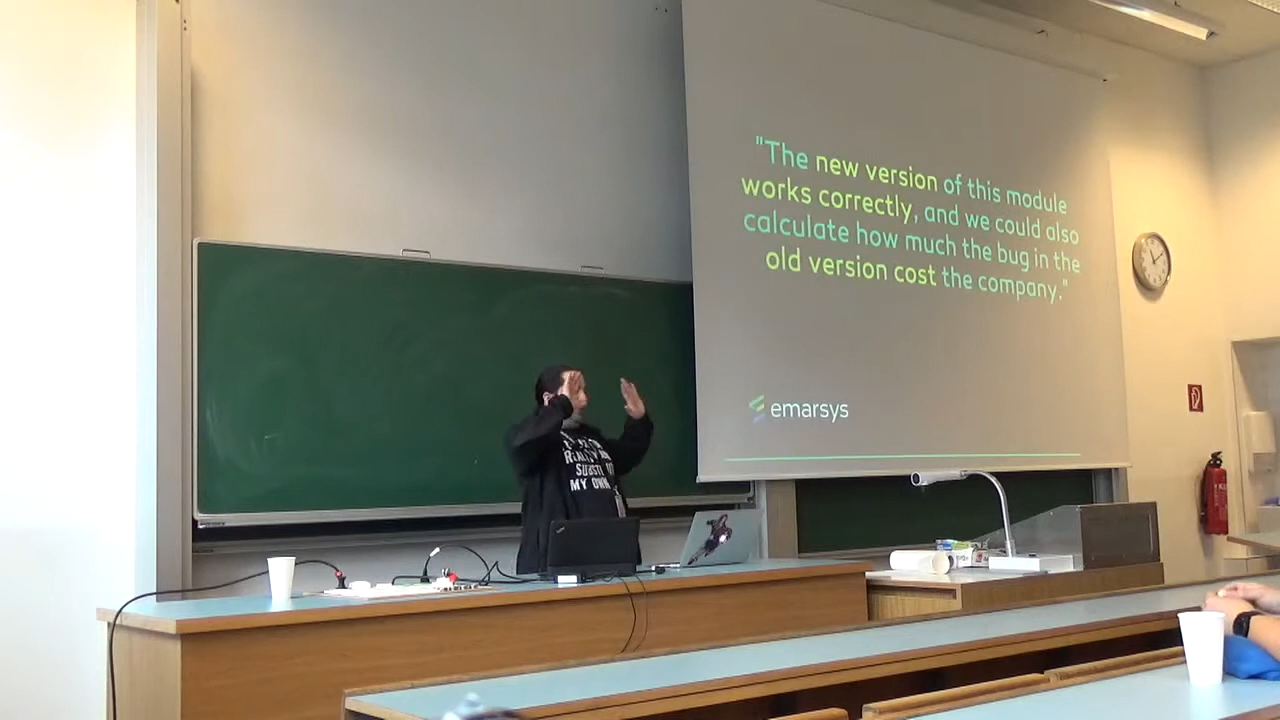 "The new version of this module
works correctly, and we could also
calculate how much the bug in the
old version cost the company."
emarsys
MY OWN